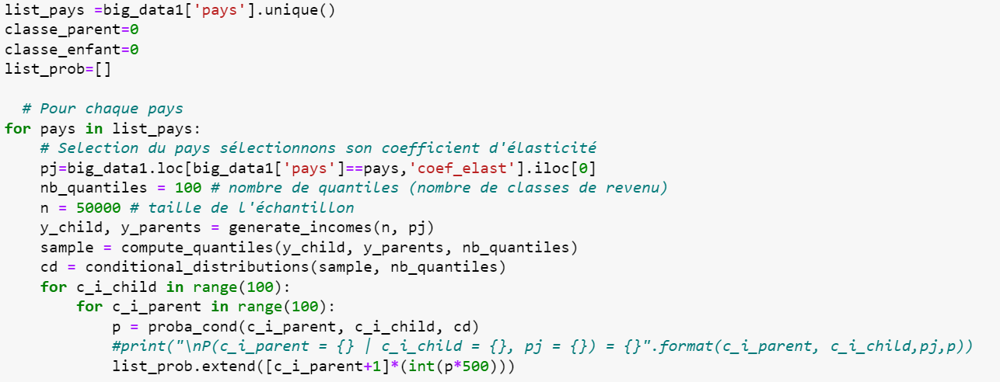 list_pays =big_data1['pays'].unique()
classe_parent=0
classe_enfant=0
list_prob=[]
# Pour chaque pays
for pays in list_pays:
# Selection du pays sélectionnons son coefficient d'élasticité
pj=big_data1.loc[big_data1['pays']==pays,'coef_elast'].iloc[0]
nb_quantiles = 100 # nombre de quantiles (nombre de classes de revenu)
n = 50000 # taille de l'échantillon
y_child, y_parents = generate_incomes(n, pj)
sample = compute_quantiles(y_child, y_parents, nb_quantiles)
cd = conditional_distributions(sample, nb_quantiles)
for c_i_child in range(100):
for c_i_parent in range(100):
p = proba_cond(c_i_parent, c_i_child, cd)
#print("\nP(c_i_parent = {} | c_i_child = {}, pj = {}) = {}".format(c_i_parent, c_i_child,pj,p))
list_prob.extend([c_i_parent+1]*(int(p*500)))